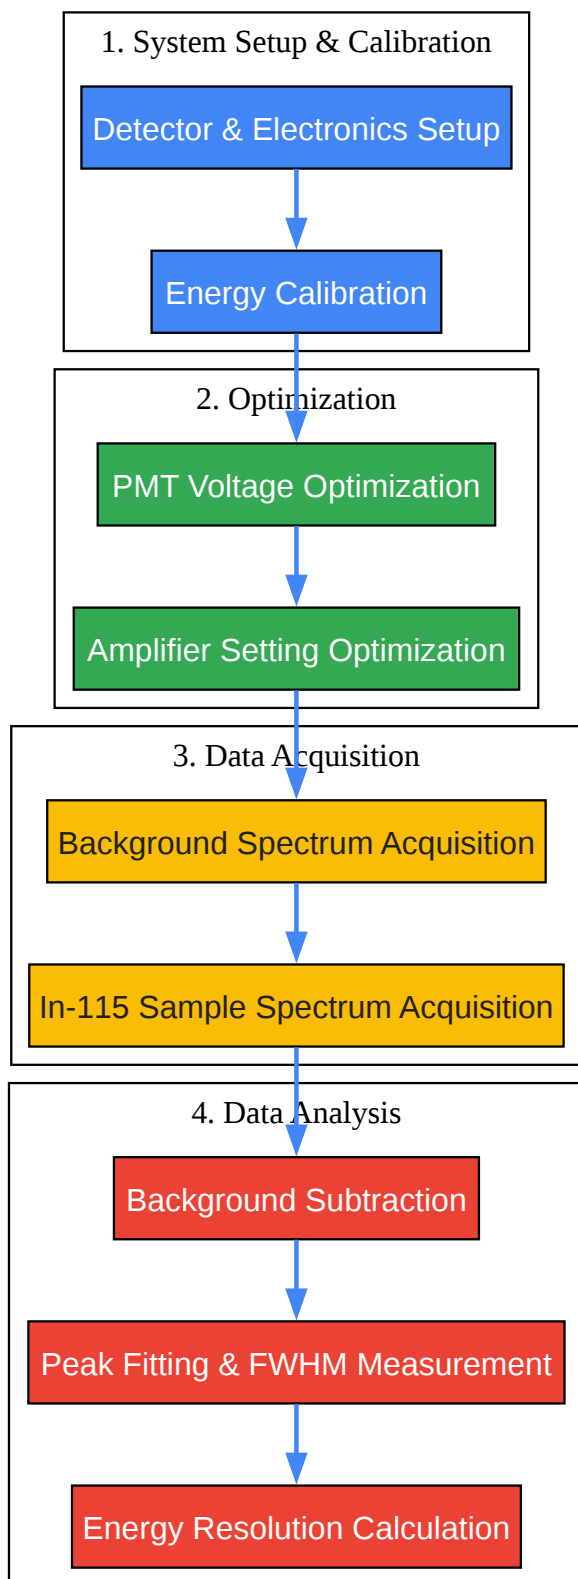 1. System Setup & Calibration
Detector & Electronics Setup
Energy Calibration
2. Optimization
PMT Voltage Optimization
Amplifier Setting Optimization
3. Data Acquisition
Background Spectrum Acquisition
In-115 Sample Spectrum Acquisition
4. Data Analysis
Background Subtraction
Peak Fitting & FWHM Measurement
Energy Resolution Calculation